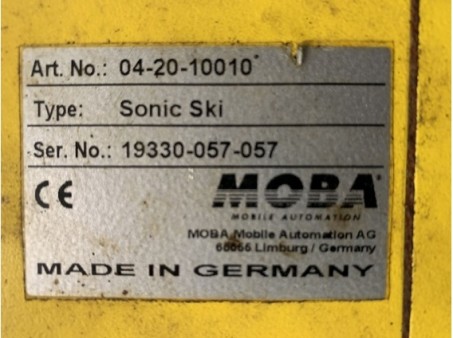 Art. No.: 04-20-10010
Type: Sonic Ski
Ser. No.: 19330-057-057
CE
MOBA
MOBILE AUTOMATION
MOBA Mobile Automation AG
Limburg / Germany
MADE IN GERMANY